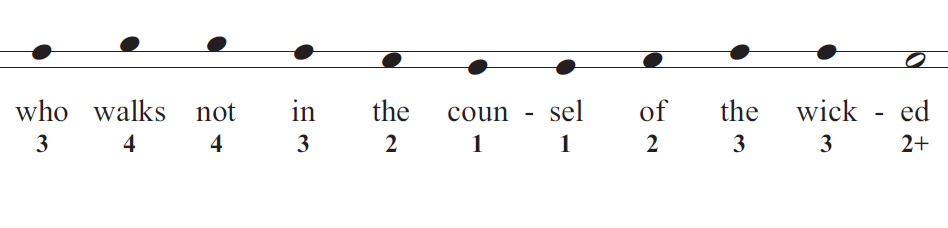 who walks not in the coun - sel of the wick - ed
3 4 4 3 2 1 1 2 3 3 2+